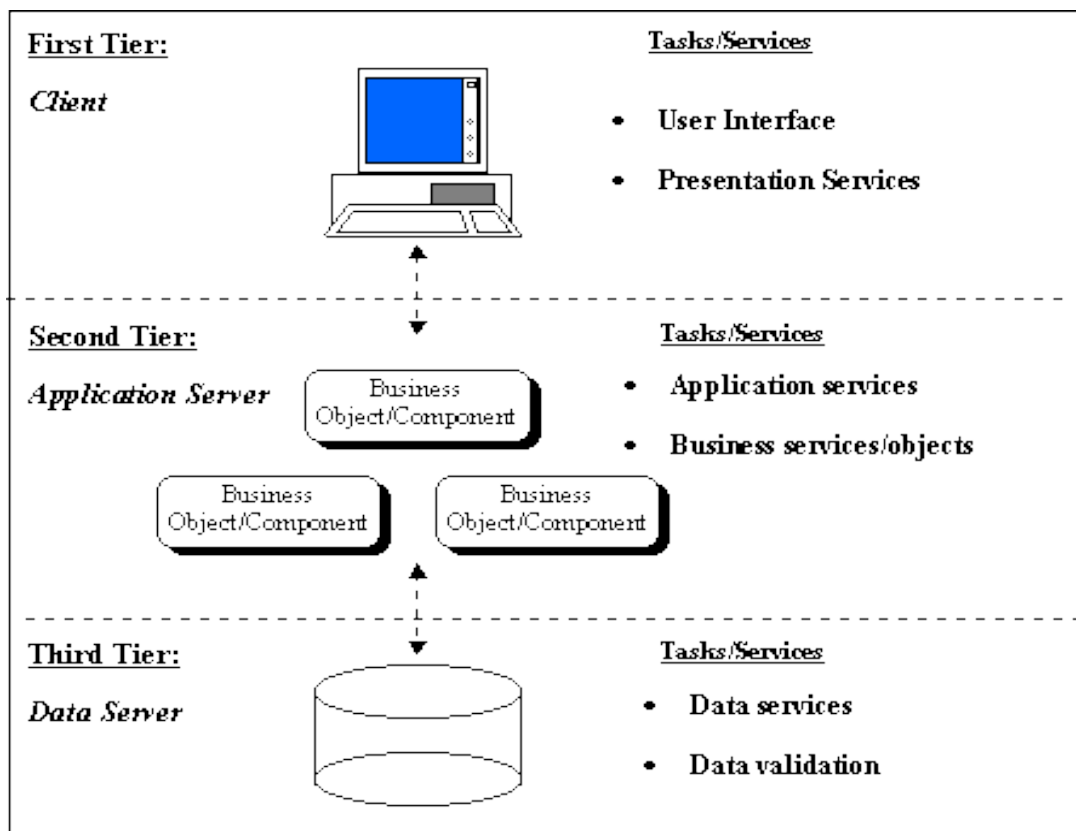 First Tier:
Client
Tasks/Services
• User Interface
• Presentation Services
Second Tier:
Application Server
Business
Object/Component
Business
Object/Component
Business
Object/Component
Tasks/Services
• Application services
• Business services/objects
Third Tier:
Data Server
Tasks/Services
• Data services
• Data validation